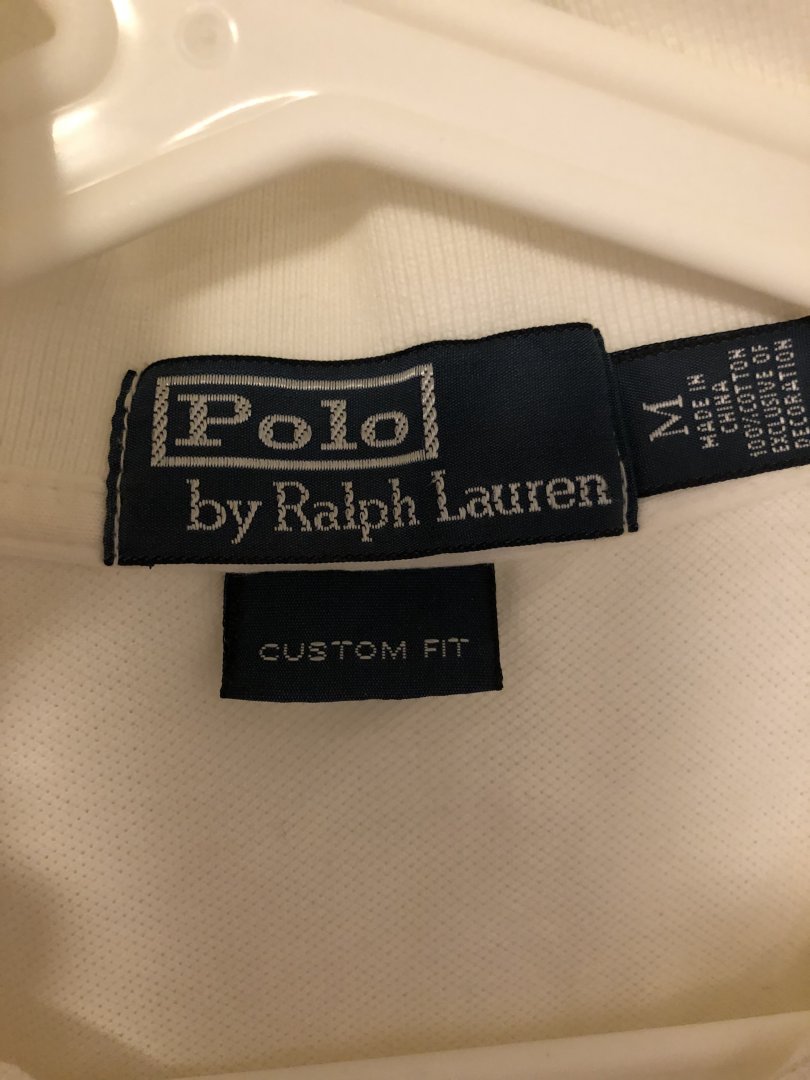 Polo
by Ralph Lauren
CUSTOM FIT
M
MADE IN
CHINA
100%COTTON
EXCLUSIVE OF
DECORATION